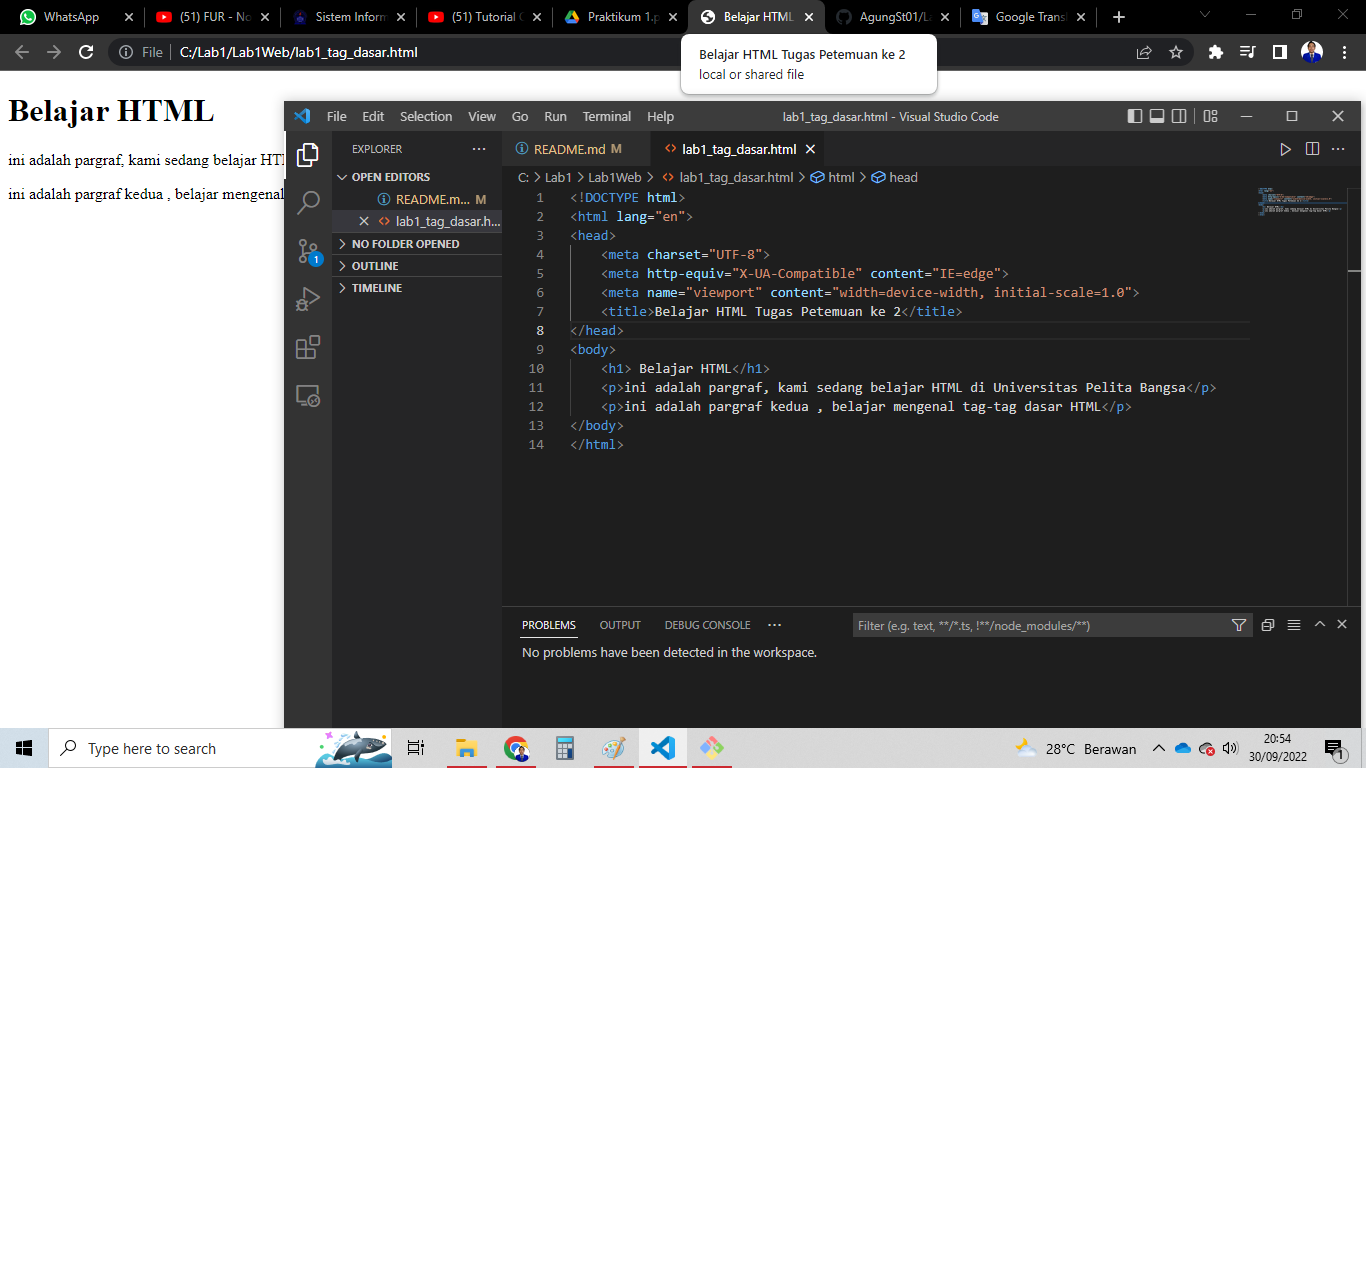 WhatsApp
(51) FUR - No
Sistem Inform
(51) Tutorial
Praktikum 1.p
Belajar HTML
AgungSt01/L
Google Trans
File
C:/Lab1/Lab1Web/lab1_tag_dasar.html
Belajar HTML Tugas Petemuan ke 2
local or shared file
Belajar HTML
ini adalah pargraf, kami sedang belajar HT
ini adalah pargraf kedua , belajar mengenal
File Edit Selection View Go Run Terminal Help
lab1_tag_dasar.html - Visual Studio Code
EXPLORER
README.md M
lab1_tag_dasar.html
OPEN EDITORS
README.m... M
lab1_tag_dasar.h...
NO FOLDER OPENED
OUTLINE
TIMELINE
1
C: > Lab1 > Lab1Web > lab1_tag_dasar.html > html > head
1 <!DOCTYPE html>
2 <html lang="en">
3 <head>
4 <meta charset="UTF-8">
5 <meta http-equiv="X-UA-Compatible" content="IE=edge">
6 <meta name="viewport" content="width=device-width, initial-scale=1.0">
7 <title>Belajar HTML Tugas Petemuan ke 2</title>
8 </head>
9 <body>
10 <h1> Belajar HTML</h1>
11 <p>ini adalah pargraf, kami sedang belajar HTML di Universitas Pelita Bangsa</p>
12 <p>ini adalah pargraf kedua , belajar mengenal tag-tag dasar HTML</p>
13 </body>
14 </html>
PROBLEMS OUTPUT DEBUG CONSOLE
Filter (e.g. text, **/*.ts, !**/node_modules/**)
No problems have been detected in the workspace.
Type here to search
28°C Berawan
20:54
30/09/2022
1